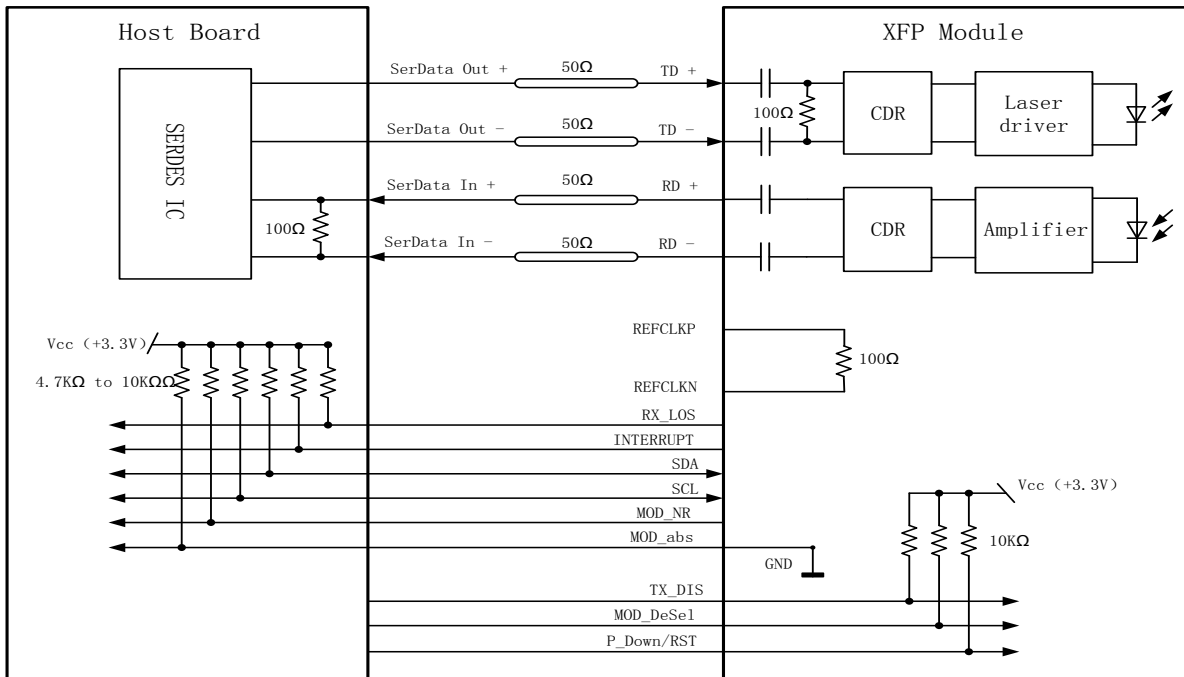 Host Board
XFP Module
SERDES IC
SerData Out +
50Ω
TD +
SerData Out −
50Ω
TD −
SerData In +
50Ω
RD +
SerData In −
50Ω
RD −
100Ω
100Ω
CDR
Laser driver
CDR
Amplifier
Vcc (+3.3V)
4.7KΩ to 10KΩΩ
REFCLKP
100Ω
REFCLKN
RX_LOS
INTERRUPT
SDA
SCL
MOD_NR
MOD_abs
GND
Vcc (+3.3V)
10KΩ
TX_DIS
MOD_DeSel
P_Down/RST